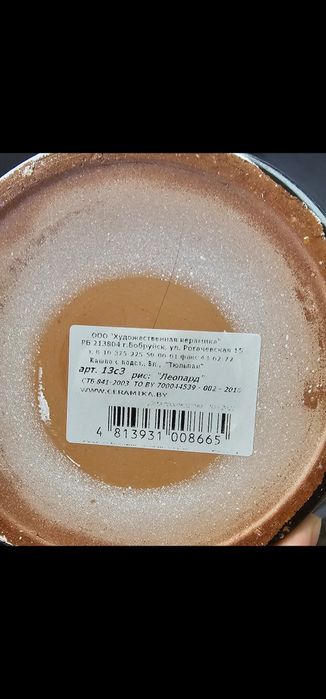 ООО "Художественная керамика"
РБ 213804 г.Бобруйск, ул. Рогачевская 15
Кашпо с подст., 8л., "Тюльпан"
арт. 13с3 рис: "Леопард"
СТБ 841-2003 ТО BY 700044539 - 002 - 2010
WWW.CERAMIKA.BY
4 813931 008665